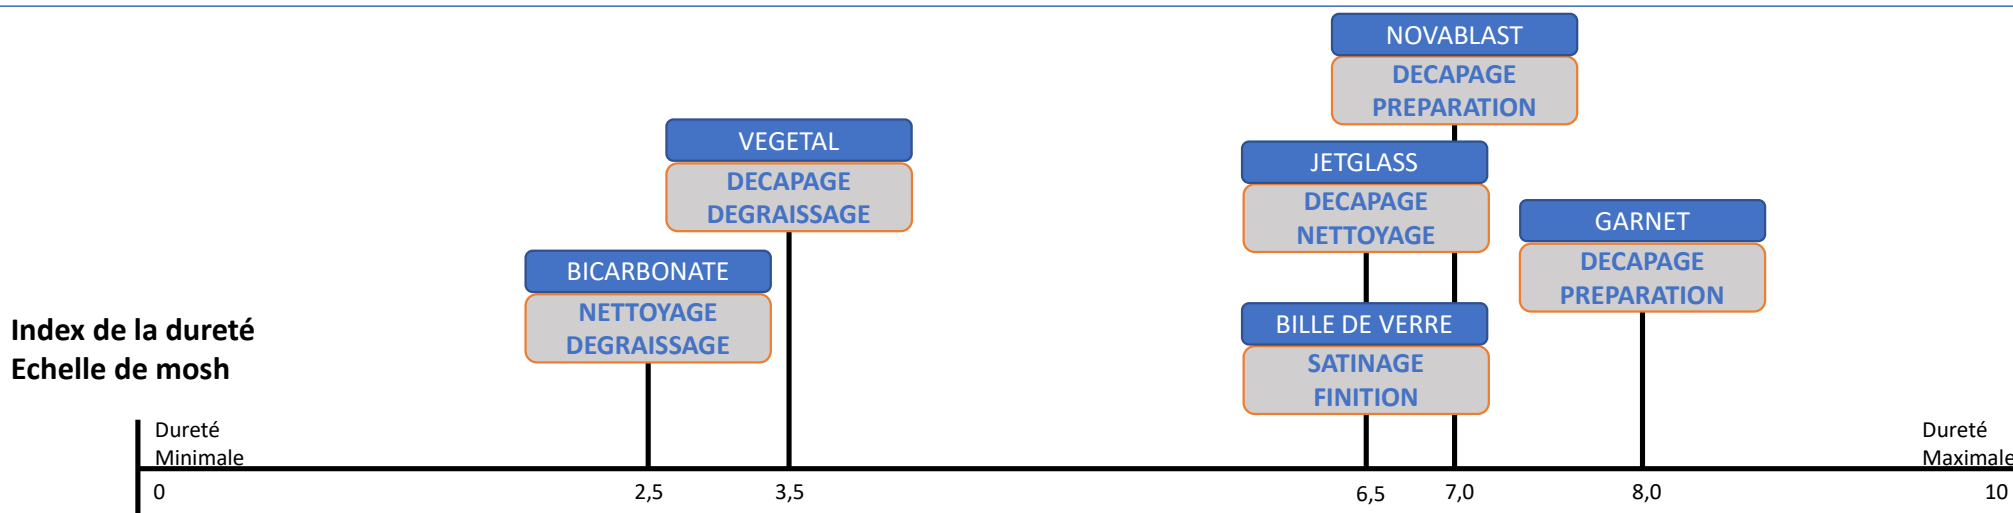 NOVABLAST
DECAPAGE
PREPARATION
VEGETAL
DECAPAGE
DEGRAISSAGE
JETGLASS
DECAPAGE
NETTOYAGE
GARNET
DECAPAGE
PREPARATION
BICARBONATE
NETTOYAGE
DEGRAISSAGE
BILLE DE VERRE
SATINAGE
FINITION
Index de la dureté
Echelle de mosh
Dureté
Minimale
Dureté
Maximale
0
2,5
3,5
6,5
7,0
8,0
10